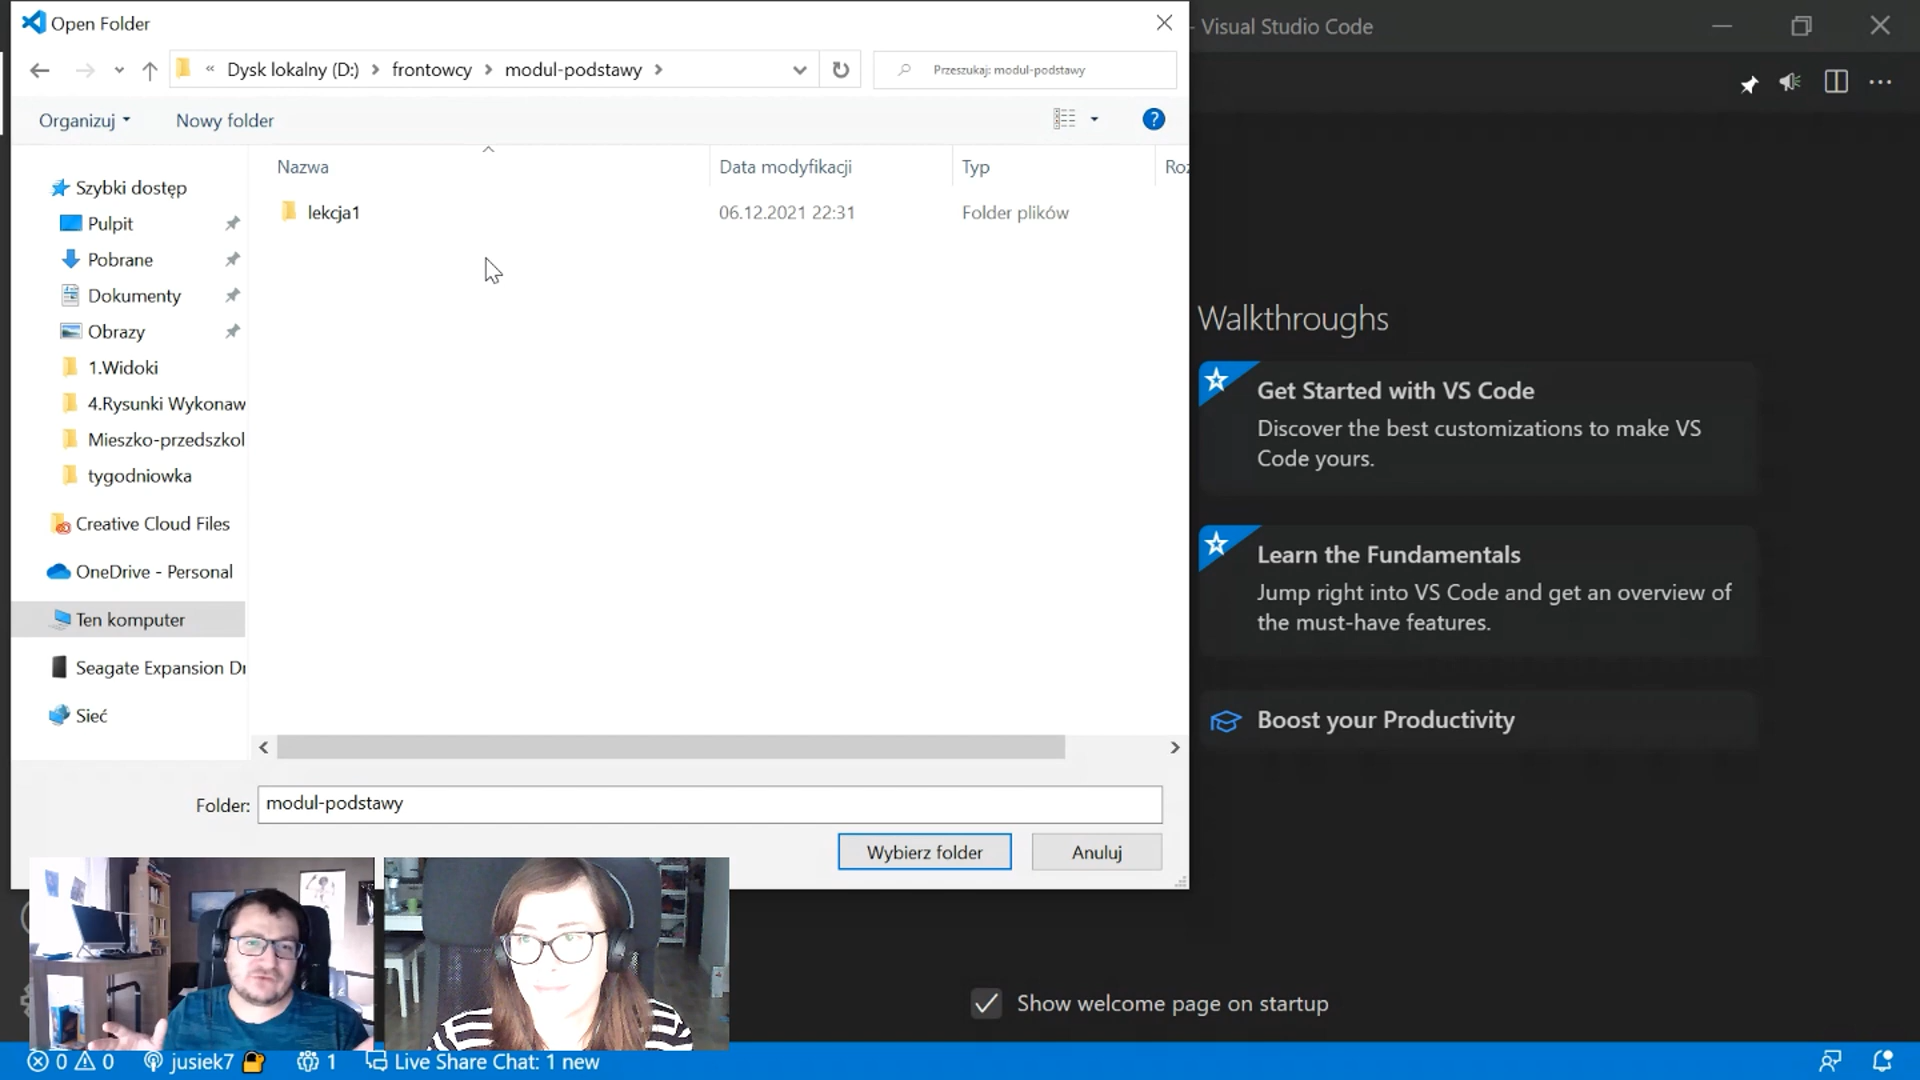 Open Folder
- Visual Studio Code
« Dysk lokalny (D:) > frontowcy > modul-podstawy >
Przeszukaj: modul-podstawy
Organizuj
Nowy folder
Nazwa
Data modyfikacji
Typ
Roz
lekcja1
06.12.2021 22:31
Folder plików
Szybki dostęp
Pulpit
Pobrane
Dokumenty
Obrazy
1.Widoki
4.Rysunki Wykonaw
Mieszko-przedszkol
tygodniowka
Creative Cloud Files
OneDrive - Personal
Ten komputer
Seagate Expansion Dr
Sieć
Folder:
modul-podstawy
Wybierz folder
Anuluj
Walkthroughs
Get Started with VS Code
Discover the best customizations to make VS
Code yours.
Learn the Fundamentals
Jump right into VS Code and get an overview of
the must-have features.
Boost your Productivity
Show welcome page on startup
0 0 jusiek7 1 Live Share Chat: 1 new